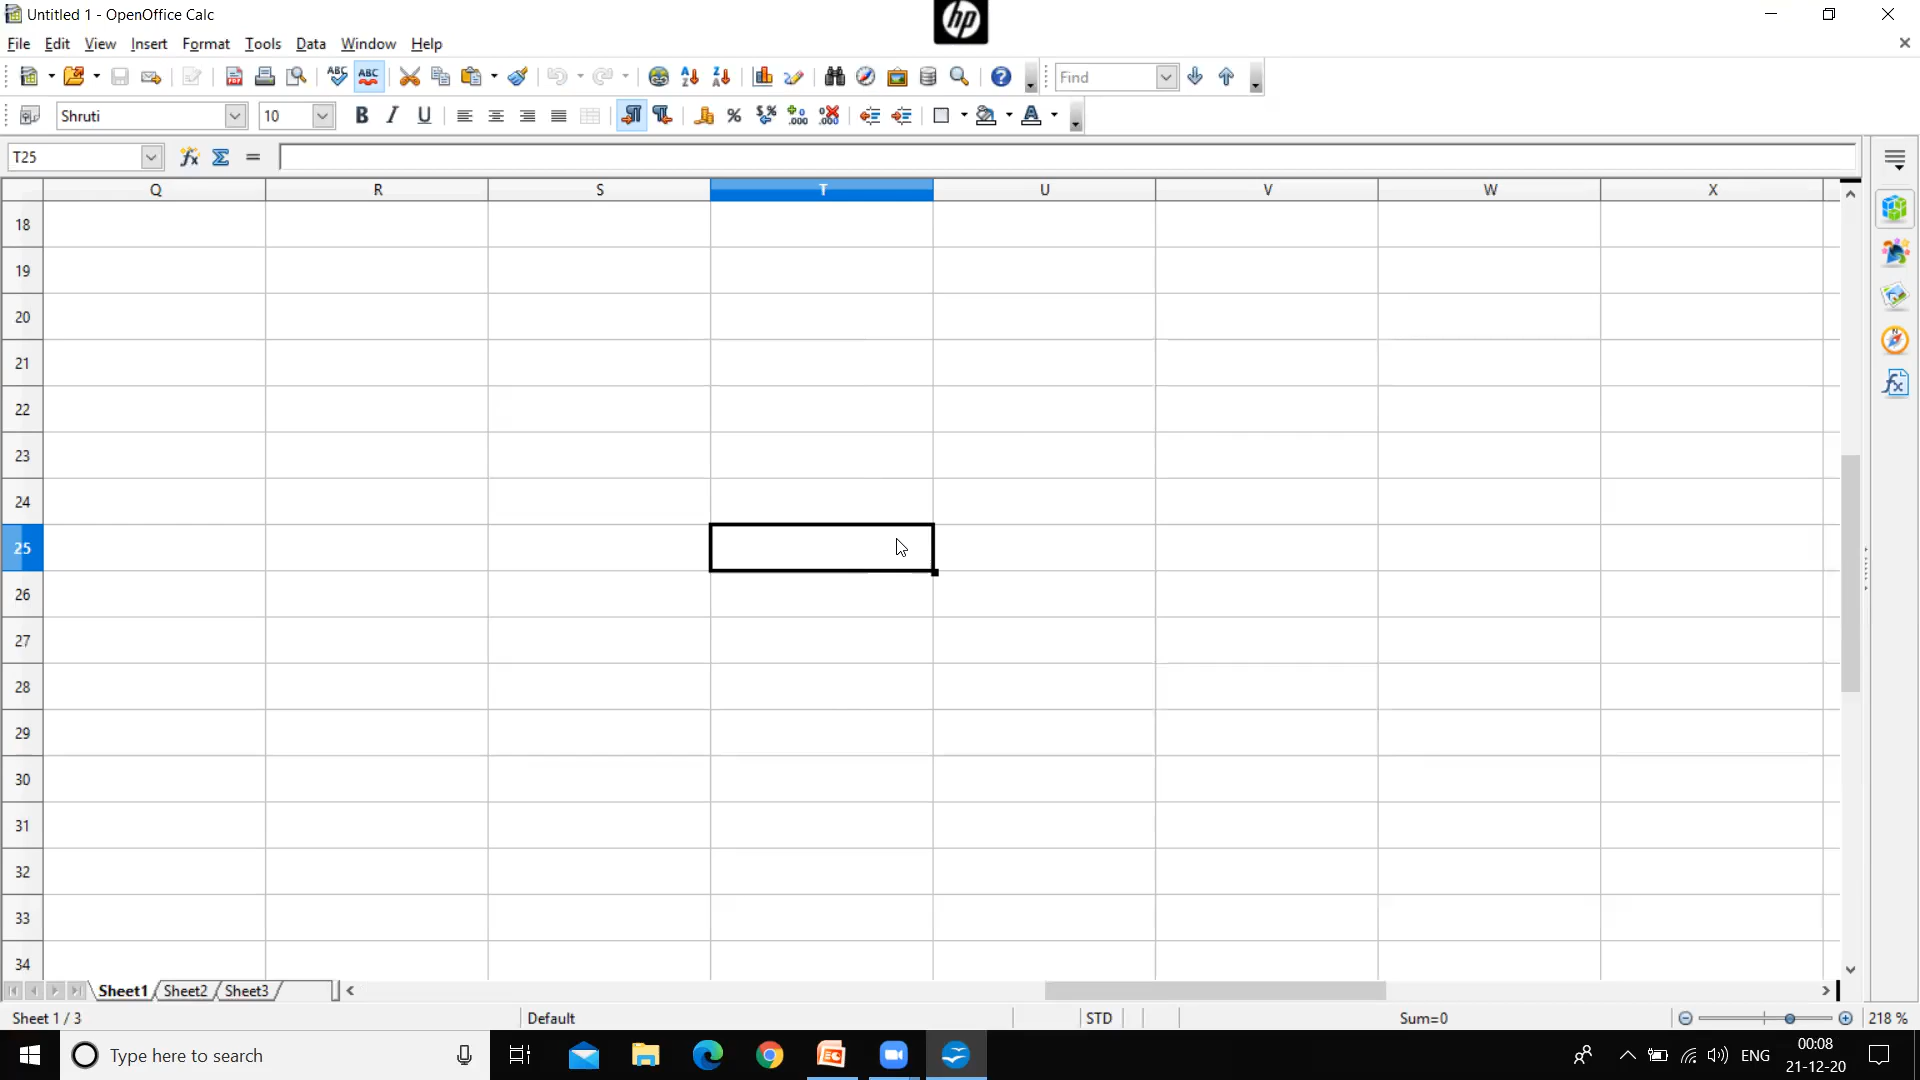 Untitled 1 - OpenOffice Calc
hp
File Edit View Insert Format Tools Data Window Help
Find
Shruti 10
T25
Q R S T U V W X
18
19
20
21
22
23
24
25
26
27
28
29
30
31
32
33
34
Sheet1 Sheet2 Sheet3
Sheet 1 / 3 Default STD Sum=0 218 %
Type here to search
ENG
00:08
21-12-20